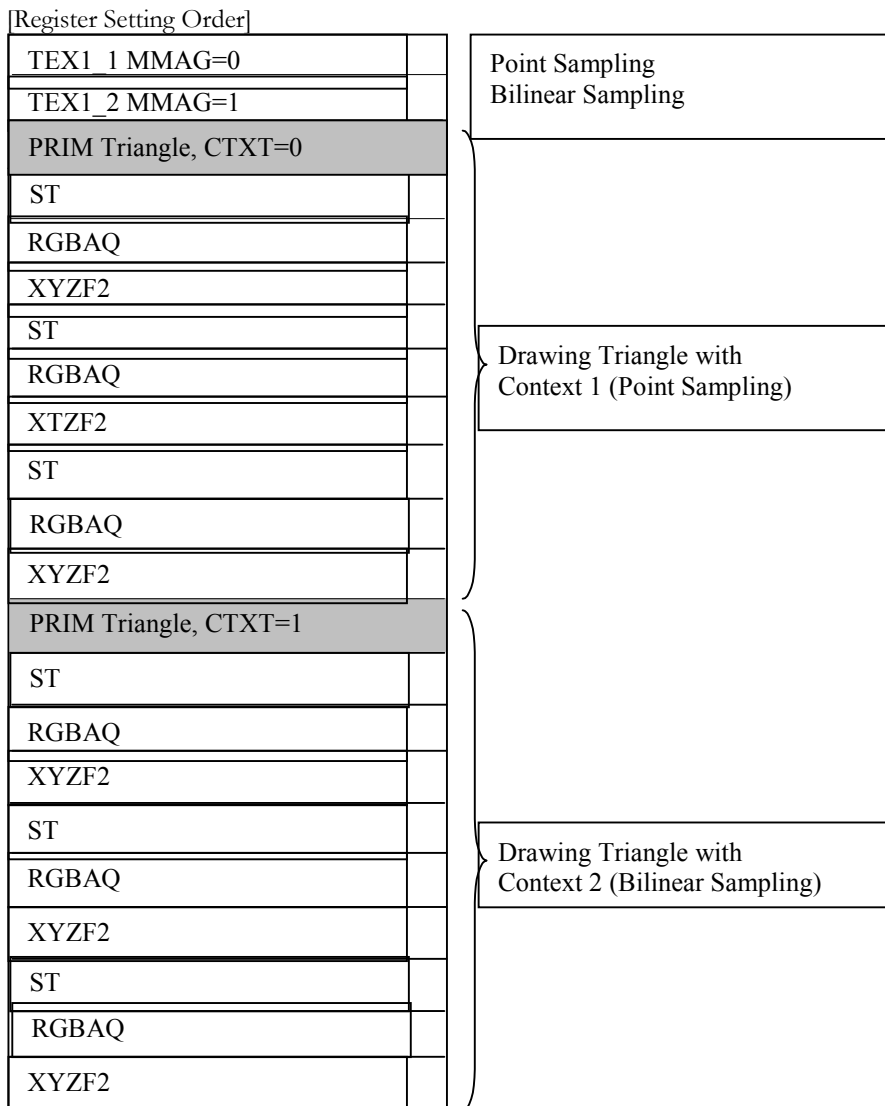 [Register Setting Order]
TEX1_1 MMAG=0
TEX1_2 MMAG=1
Point Sampling
Bilinear Sampling
PRIM Triangle, CTXT=0
ST
RGBAQ
XYZF2
ST
RGBAQ
XTZF2
ST
RGBAQ
XYZF2
Drawing Triangle with
Context 1 (Point Sampling)
PRIM Triangle, CTXT=1
ST
RGBAQ
XYZF2
ST
RGBAQ
XYZF2
ST
RGBAQ
XYZF2
Drawing Triangle with
Context 2 (Bilinear Sampling)